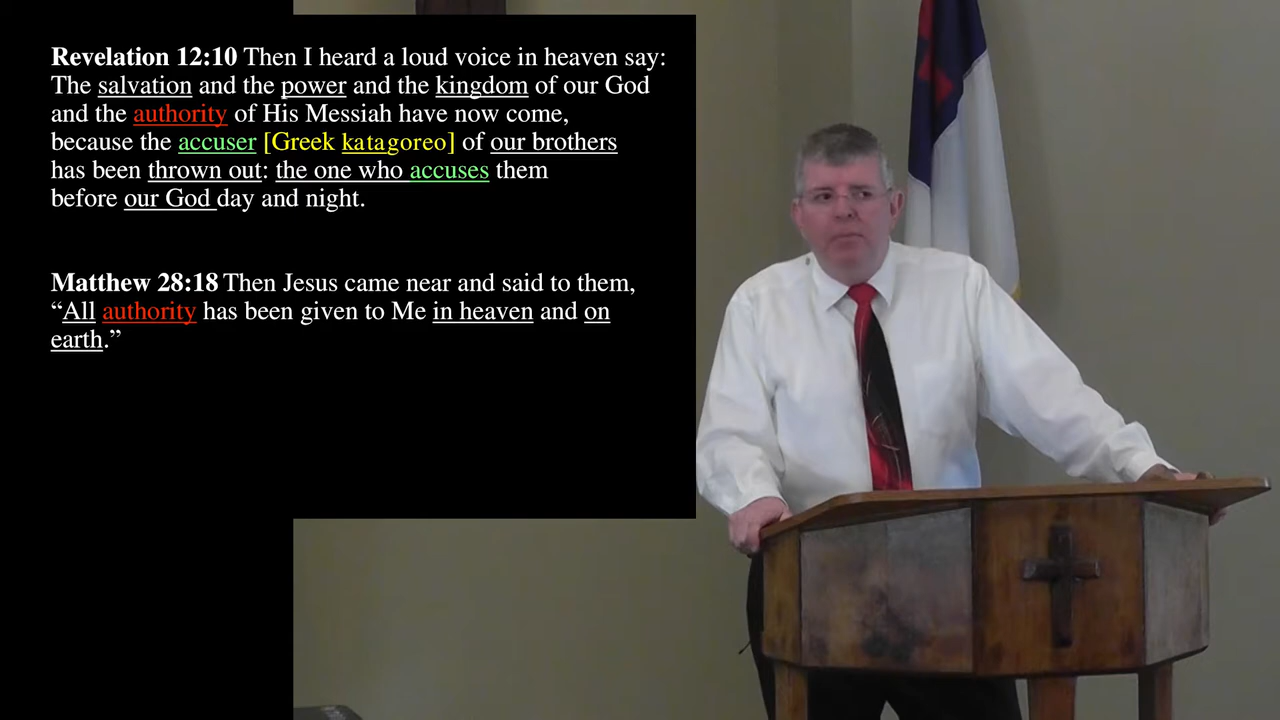 Revelation 12:10 Then I heard a loud voice in heaven say:
The salvation and the power and the kingdom of our God
and the authority of His Messiah have now come,
because the accuser [Greek katagoreo] of our brothers
has been thrown out: the one who accuses them
before our God day and night.
Matthew 28:18 Then Jesus came near and said to them,
“All authority has been given to Me in heaven and on
earth.”